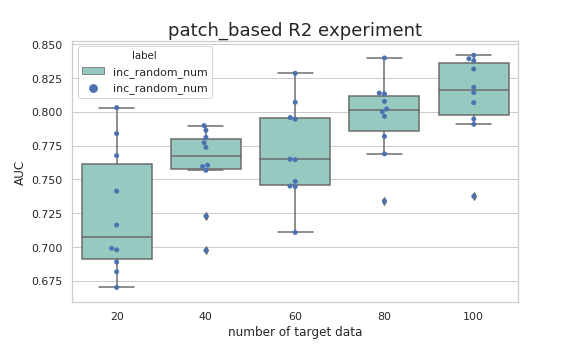 patch_based R2 experiment
label
inc_random_num
inc_random_num
AUC
0.850
0.825
0.800
0.775
0.750
0.725
0.700
0.675
20 40 60 80 100
number of target data